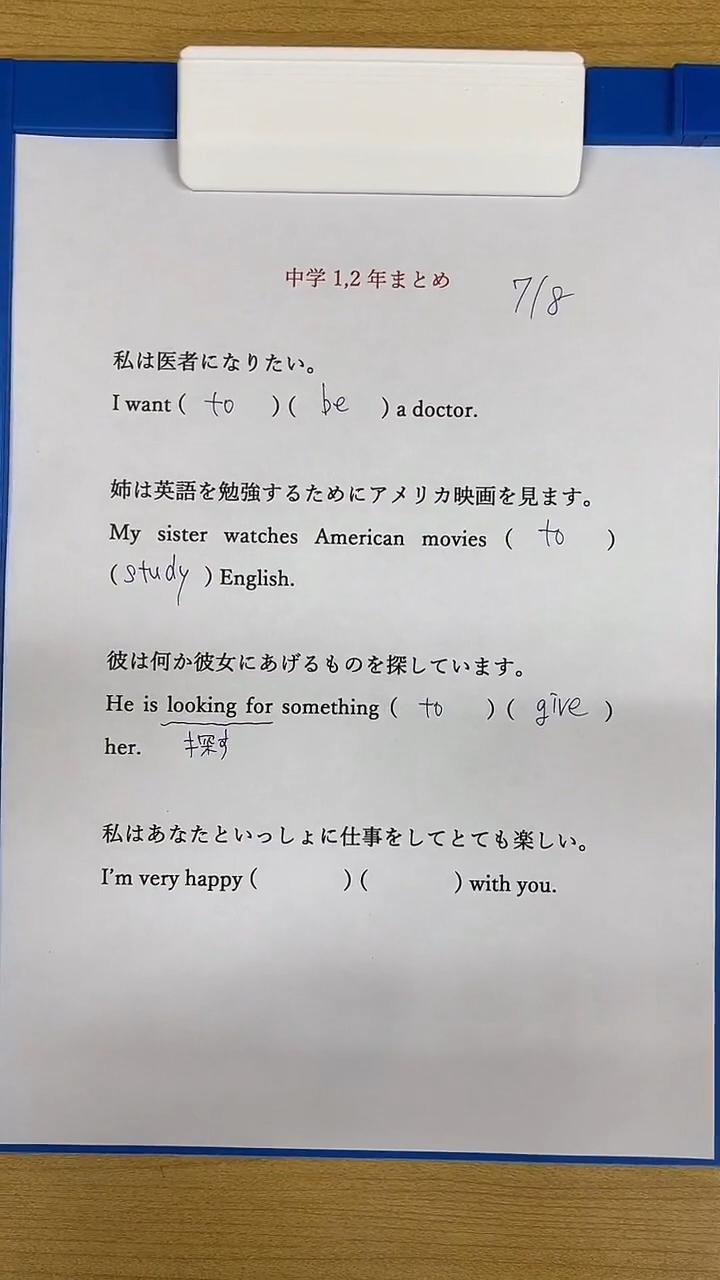 中学1,2年まとめ 7/8
私は医者になりたい。
I want ( to ) ( be ) a doctor.
姉は英語を勉強するためにアメリカ映画を見ます。
My sister watches American movies ( to )
( study ) English.
彼は何か彼女にあげるものを探しています。
He is looking for something ( to ) ( give )
her. 探す
私はあなたといっしょに仕事をしてとても楽しい。
I'm very happy ( ) ( ) with you.